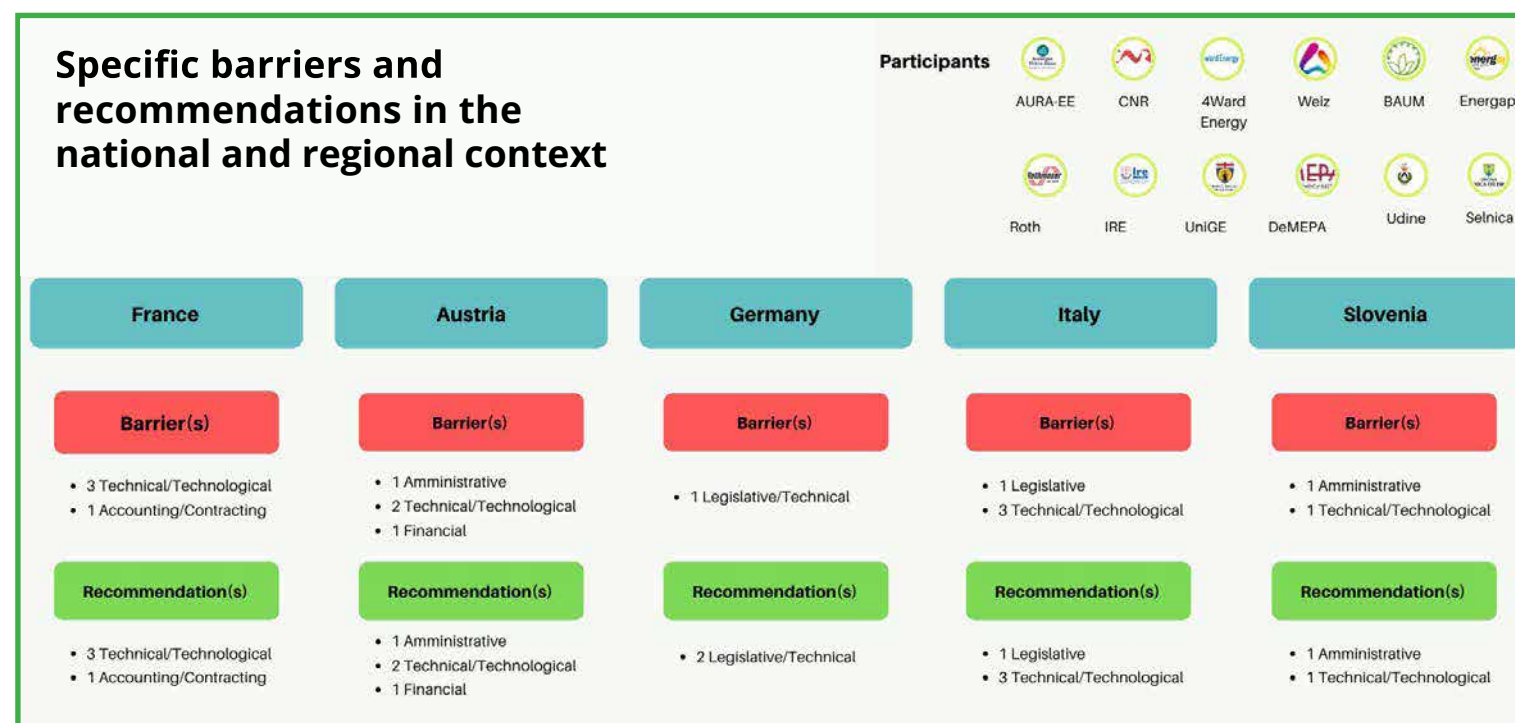 Specific barriers and
recommendations in the
national and regional context
Participants
AURA-EE
CNR
4Ward
Energy
Weiz
BAUM
Energap
Roth
IRE
UniGE
DeMEPA
Udine
Selnica
France
Austria
Germany
Italy
Slovenia
Barrier(s)
Barrier(s)
Barrier(s)
Barrier(s)
Barrier(s)
• 3 Technical/Technological
• 1 Accounting/Contracting
• 1 Amministrative
• 2 Technical/Technological
• 1 Financial
• 1 Legislative/Technical
• 1 Legislative
• 3 Technical/Technological
• 1 Amministrative
• 1 Technical/Technological
Recommendation(s)
Recommendation(s)
Recommendation(s)
Recommendation(s)
Recommendation(s)
• 3 Technical/Technological
• 1 Accounting/Contracting
• 1 Amministrative
• 2 Technical/Technological
• 1 Financial
• 2 Legislative/Technical
• 1 Legislative
• 3 Technical/Technological
• 1 Amministrative
• 1 Technical/Technological